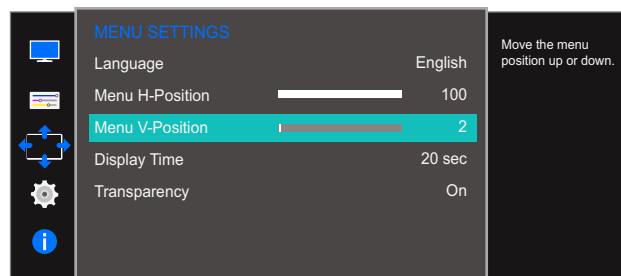 MENU SETTINGS
Language English
Menu H-Position 100
Menu V-Position 2
Display Time 20 sec
Transparency On
Move the menu
position up or down.
i